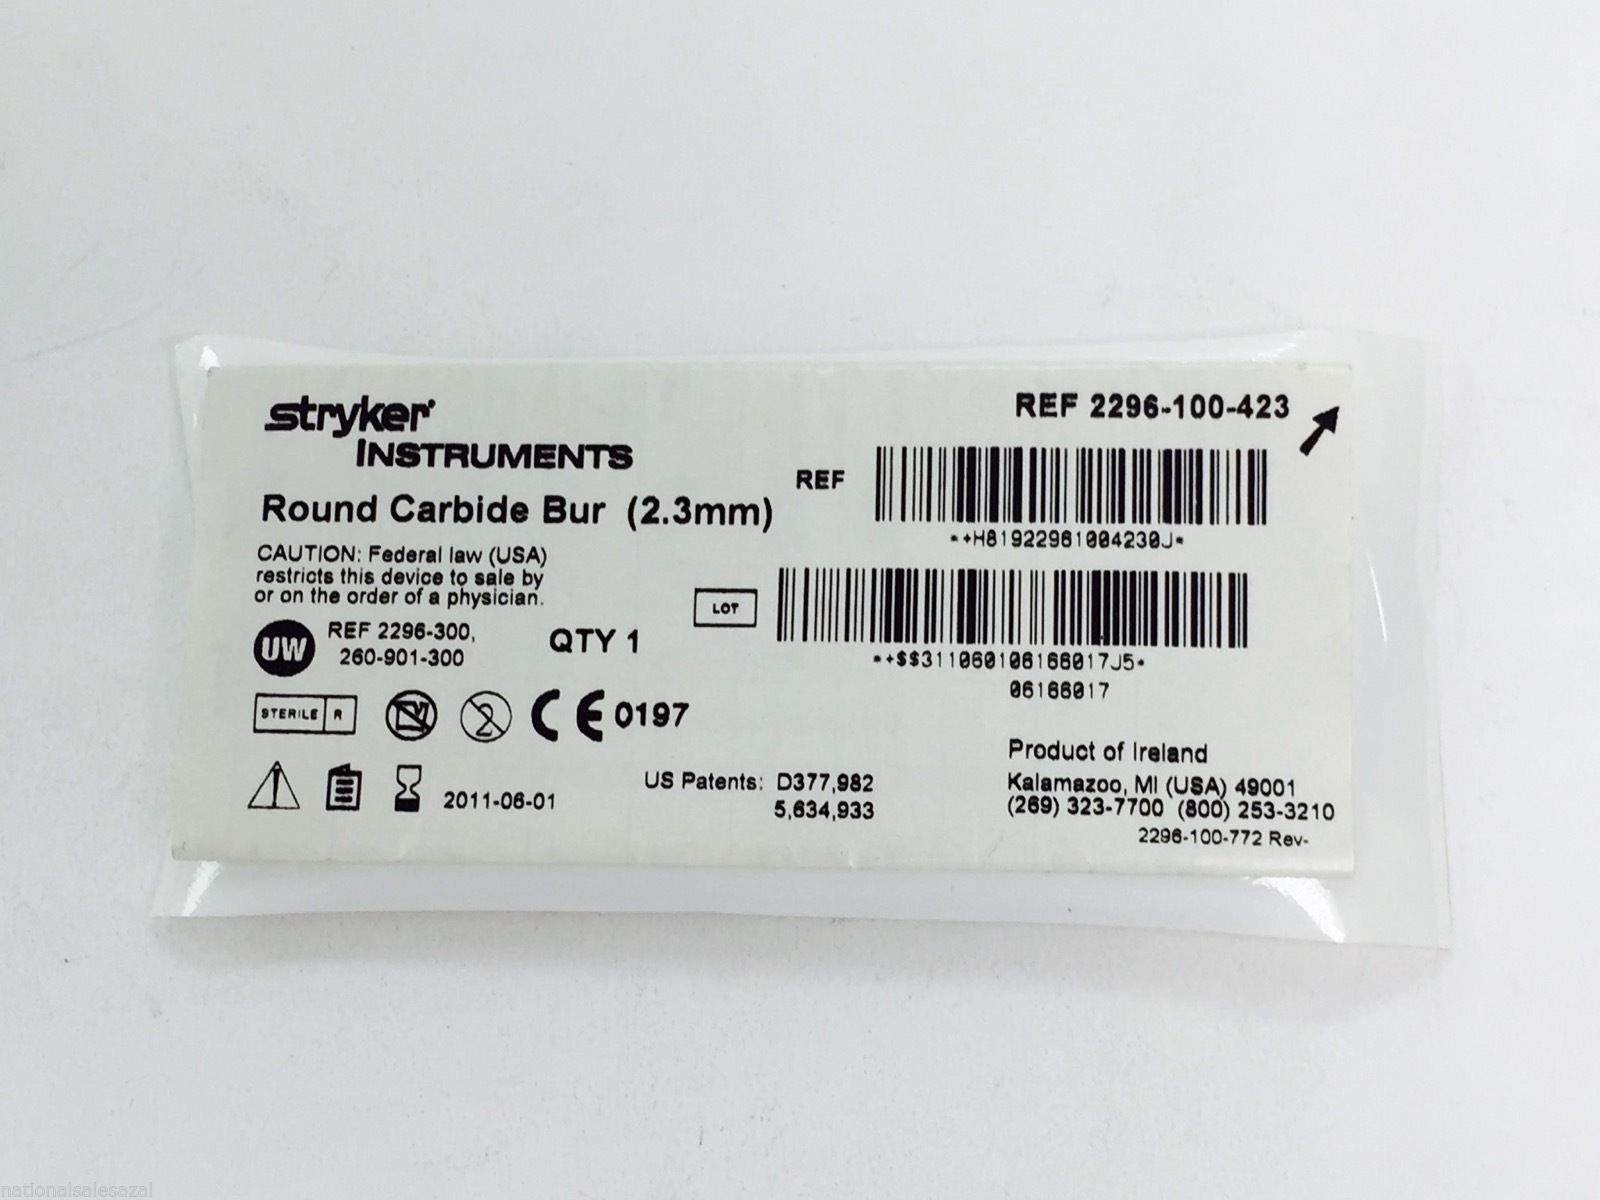 stryker
INSTRUMENTS
Round Carbide Bur (2.3mm)
CAUTION: Federal law (USA)
restricts this device to sale by
or on the order of a physician.
UW
REF 2296-300,
260-901-300
QTY 1
STERILE R
2
CE 0197
2011-06-01
US Patents: D377,982
5,634,933
REF 2296-100-423
REF
*+H81922961004230J*
LOT
*+$$311060106166017J5*
06166017
Product of Ireland
Kalamazoo, MI (USA) 49001
(269) 323-7700 (800) 253-3210
2296-100-772 Rev-
nationalsalesazal